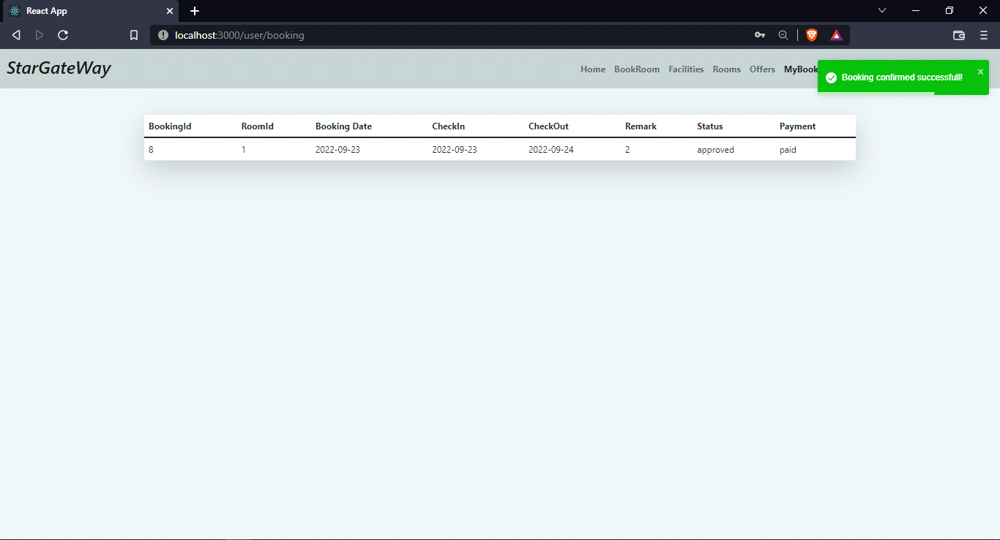 React App
localhost:3000/user/booking
StarGateWay
Home BookRoom Facilities Rooms Offers MyBook
Booking confirmed successfull!
BookingId RoomId Booking Date CheckIn CheckOut Remark Status Payment
8 1 2022-09-23 2022-09-23 2022-09-24 2 approved paid